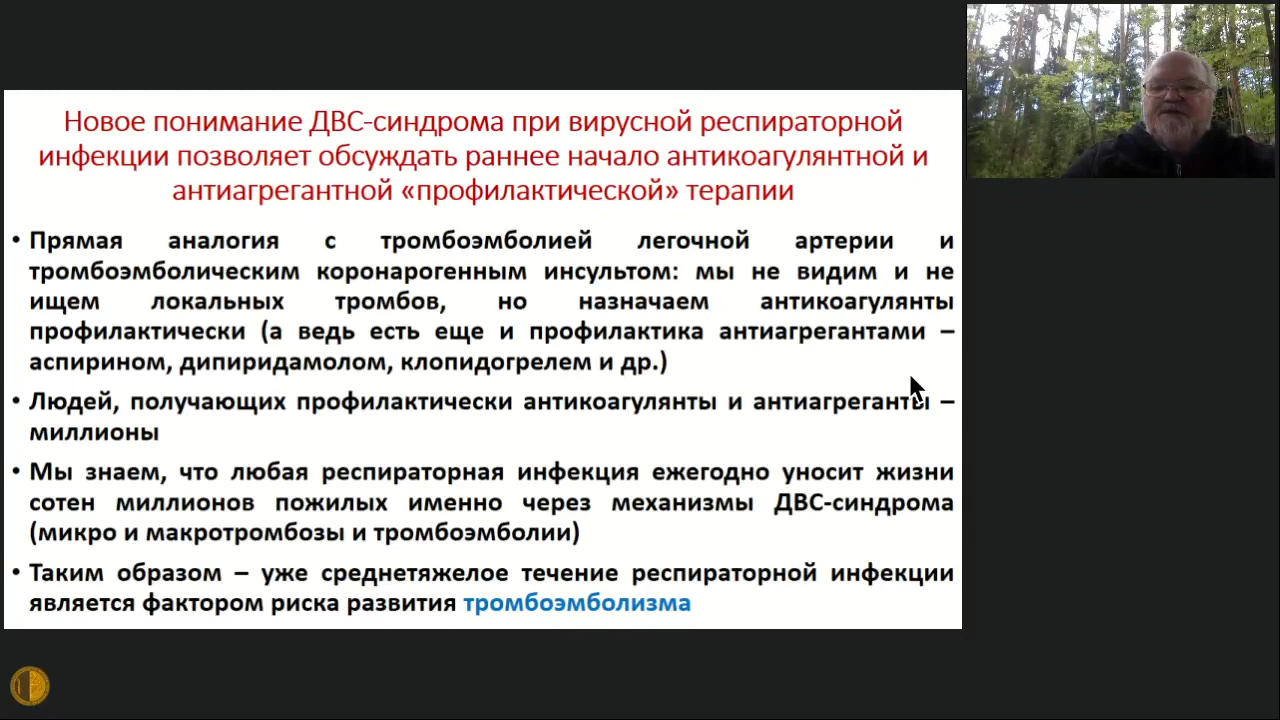 Новое понимание ДВС-синдрома при вирусной респираторной
инфекции позволяет обсуждать раннее начало антикоагулянтной и
антиагрегантной «профилактической» терапии
• Прямая аналогия с тромбоэмболией легочной артерии и
тромбоэмболическим коронарогенным инсультом: мы не видим и не
ищем локальных тромбов, но назначаем антикоагулянты
профилактически (а ведь есть еще и профилактика антиагрегантами –
аспирином, дипиридамолом, клопидогрелем и др.)
• Людей, получающих профилактически антикоагулянты и антиагреганты –
миллионы
• Мы знаем, что любая респираторная инфекция ежегодно уносит жизни
сотен миллионов пожилых именно через механизмы ДВС-синдрома
(микро и макротромбозы и тромбоэмболии)
• Таким образом – уже среднетяжелое течение респираторной инфекции
является фактором риска развития тромбоэмболизма